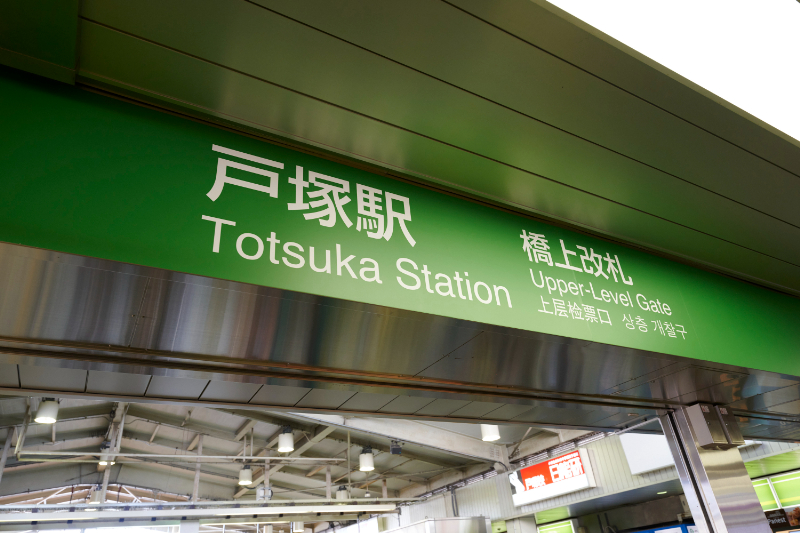 戸塚駅
Totsuka Station
橋上改札
Upper-Level Gate
上层检票口 상층 개찰구